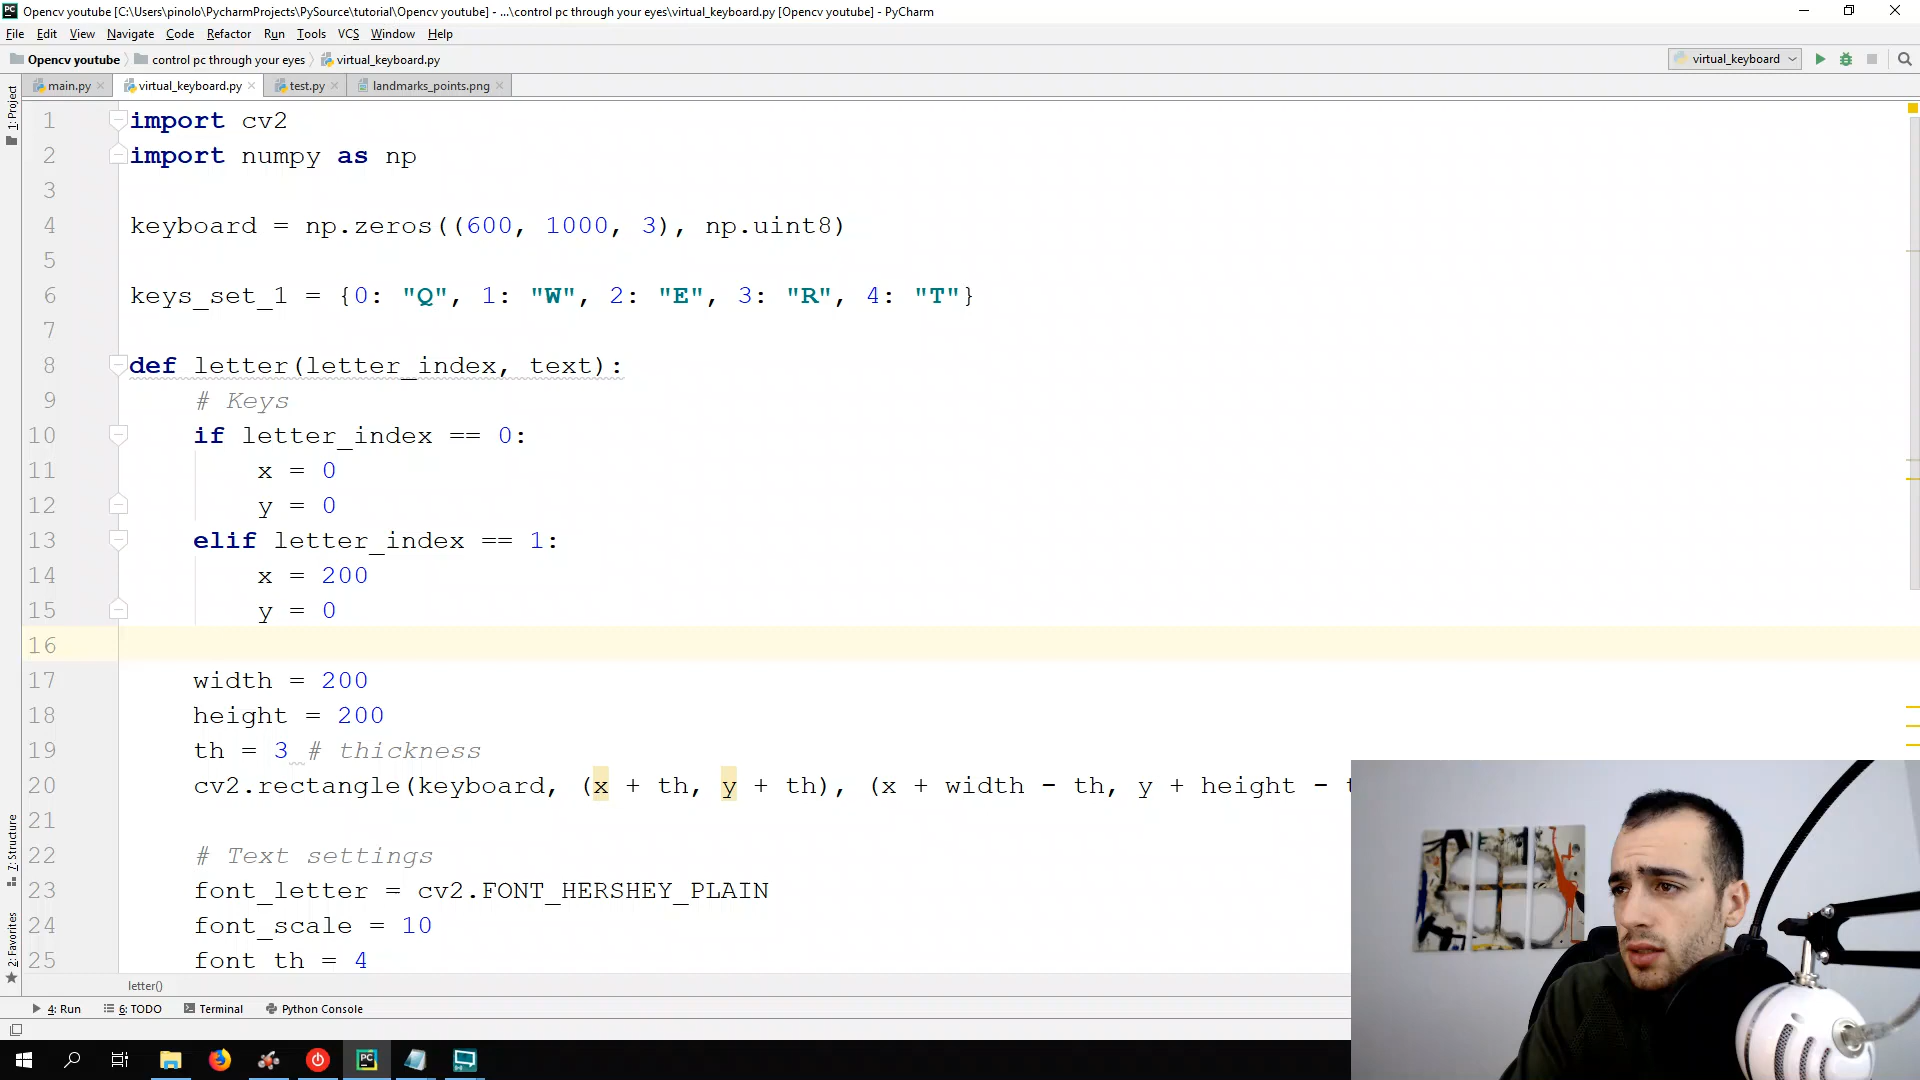 Opencv youtube [C:\Users\pinolo\PycharmProjects\PySource\tutorial\Opencv youtube] - ...\control pc through your eyes\virtual_keyboard.py [Opencv youtube] - PyCharm
File Edit View Navigate Code Refactor Run Tools VCS Window Help
Opencv youtube control pc through your eyes virtual_keyboard.py virtual_keyboard
main.py virtual_keyboard.py test.py landmarks_points.png
1: Project
1 import cv2
2 import numpy as np
3
4 keyboard = np.zeros((600, 1000, 3), np.uint8)
5
6 keys_set_1 = {0: "Q", 1: "W", 2: "E", 3: "R", 4: "T"}
7
8 def letter(letter_index, text):
9 # Keys
10 if letter_index == 0:
11 x = 0
12 y = 0
13 elif letter_index == 1:
14 x = 200
15 y = 0
16
17 width = 200
18 height = 200
19 th = 3 # thickness
20 cv2.rectangle(keyboard, (x + th, y + th), (x + width - th, y + height -
21
22 # Text settings
23 font_letter = cv2.FONT_HERSHEY_PLAIN
24 font_scale = 10
25 font_th = 4
7: Structure
2: Favorites
letter()
4: Run 6: TODO Terminal Python Console
PC